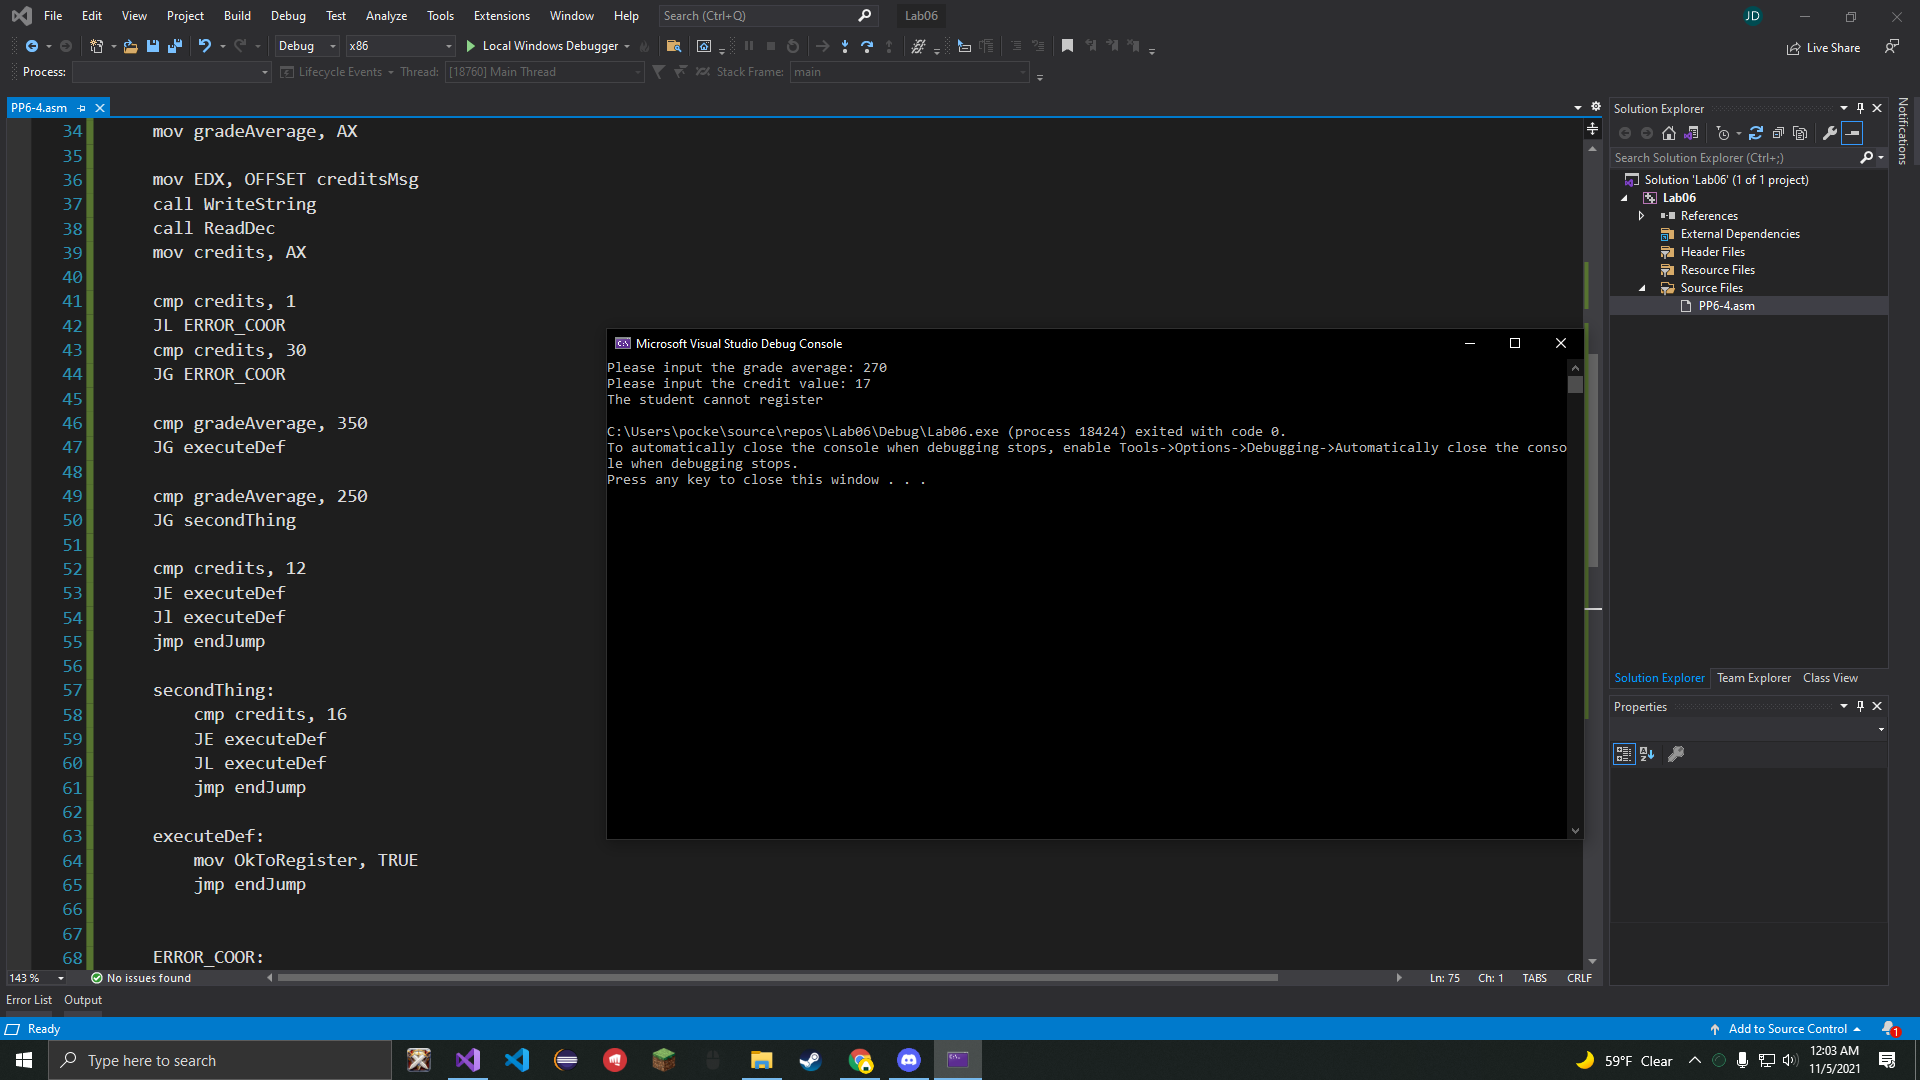 File Edit View Project Build Debug Test Analyze Tools Extensions Window Help Search (Ctrl+Q) Lab06 JD
Debug x86 Local Windows Debugger Live Share
Process: Lifecycle Events Thread: [18760] Main Thread Stack Frame: main
PP6-4.asm
34 mov gradeAverage, AX
35
36 mov EDX, OFFSET creditsMsg
37 call WriteString
38 call ReadDec
39 mov credits, AX
40
41 cmp credits, 1
42 JL ERROR_COOR
43 cmp credits, 30
44 JG ERROR_COOR
45
46 cmp gradeAverage, 350
47 JG executeDef
48
49 cmp gradeAverage, 250
50 JG secondThing
51
52 cmp credits, 12
53 JE executeDef
54 Jl executeDef
55 jmp endJump
56
57 secondThing:
58 cmp credits, 16
59 JE executeDef
60 JL executeDef
61 jmp endJump
62
63 executeDef:
64 mov OkToRegister, TRUE
65 jmp endJump
66
67
68 ERROR_COOR:
143 % No issues found Ln: 75 Ch: 1 TABS CRLF
Microsoft Visual Studio Debug Console
Please input the grade average: 270
Please input the credit value: 17
The student cannot register
C:\Users\pocke\source\repos\Lab06\Debug\Lab06.exe (process 18424) exited with code 0.
To automatically close the console when debugging stops, enable Tools->Options->Debugging->Automatically close the conso
le when debugging stops.
Press any key to close this window . . .
Solution Explorer
Search Solution Explorer (Ctrl+;)
Solution 'Lab06' (1 of 1 project)
Lab06
References
External Dependencies
Header Files
Resource Files
Source Files
PP6-4.asm
Solution Explorer Team Explorer Class View
Properties
Notifications
Error List Output
Ready Add to Source Control 1
Type here to search 59°F Clear 12:03 AM
11/5/2021